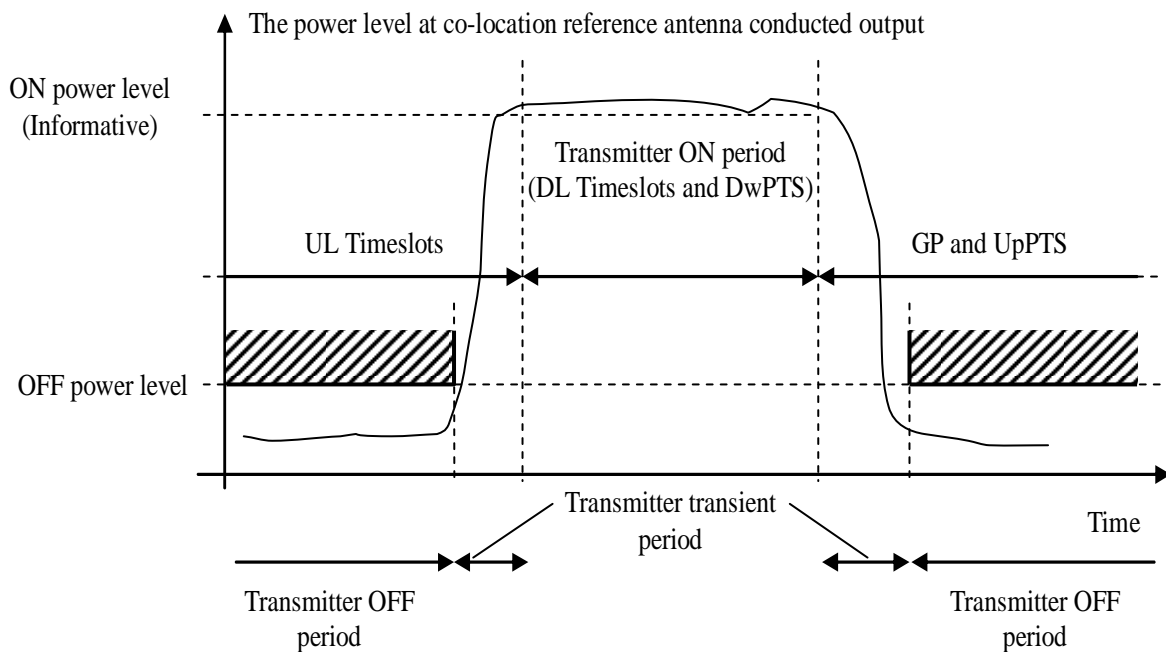 The power level at co-location reference antenna conducted output
ON power level
(Informative)
Transmitter ON period
(DL Timeslots and DwPTS)
UL Timeslots
GP and UpPTS
OFF power level
Transmitter transient
period
Time
Transmitter OFF
period
Transmitter OFF
period